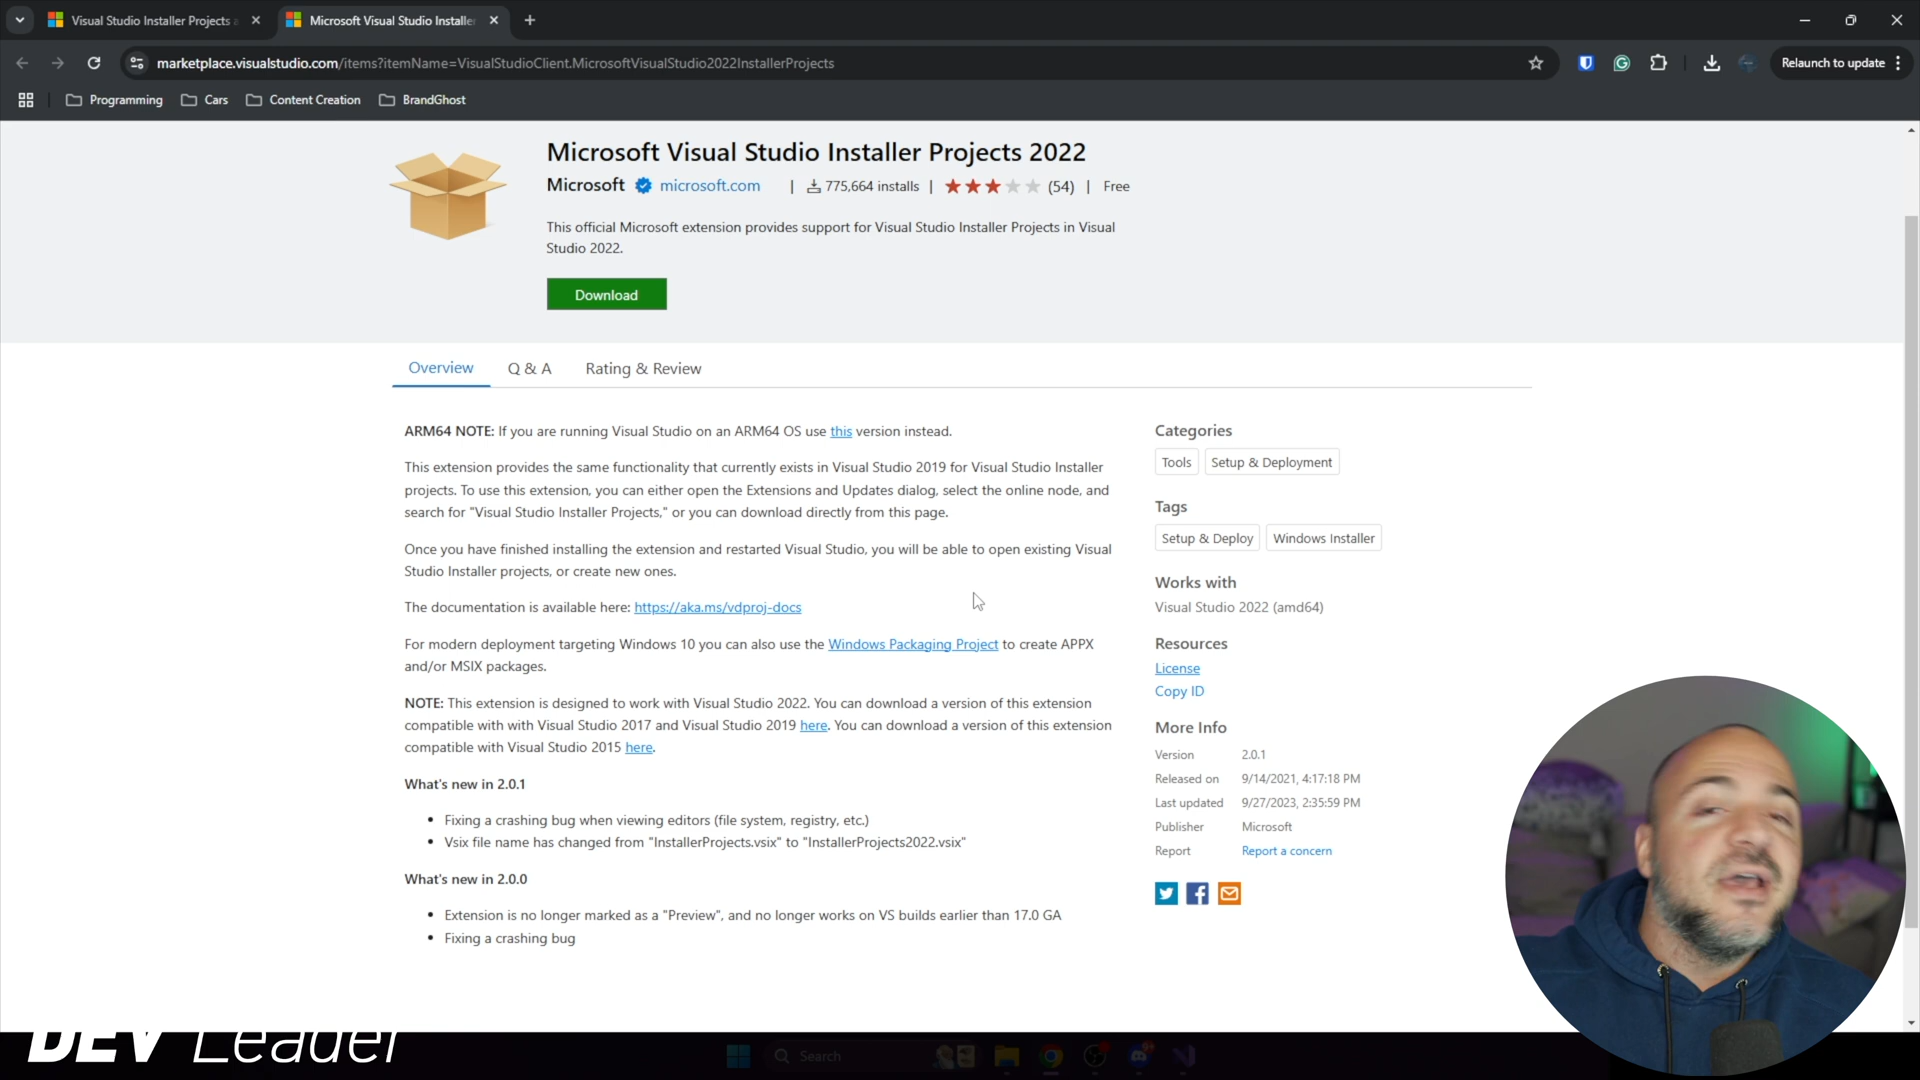 Visual Studio Installer Projects a
Microsoft Visual Studio Installer
marketplace.visualstudio.com/items?itemName=VisualStudioClient.MicrosoftVisualStudio2022InstallerProjects
Relaunch to update
Programming
Cars
Content Creation
BrandGhost
Microsoft Visual Studio Installer Projects 2022
Microsoft microsoft.com | 775,664 installs | (54) | Free
This official Microsoft extension provides support for Visual Studio Installer Projects in Visual
Studio 2022.
Download
Overview
Q & A
Rating & Review
ARM64 NOTE: If you are running Visual Studio on an ARM64 OS use this version instead.
This extension provides the same functionality that currently exists in Visual Studio 2019 for Visual Studio Installer
projects. To use this extension, you can either open the Extensions and Updates dialog, select the online node, and
search for "Visual Studio Installer Projects," or you can download directly from this page.
Once you have finished installing the extension and restarted Visual Studio, you will be able to open existing Visual
Studio Installer projects, or create new ones.
The documentation is available here: https://aka.ms/vdproj-docs
For modern deployment targeting Windows 10 you can also use the Windows Packaging Project to create APPX
and/or MSIX packages.
NOTE: This extension is designed to work with Visual Studio 2022. You can download a version of this extension
compatible with with Visual Studio 2017 and Visual Studio 2019 here. You can download a version of this extension
compatible with Visual Studio 2015 here.
What's new in 2.0.1
Fixing a crashing bug when viewing editors (file system, registry, etc.)
Vsix file name has changed from "InstallerProjects.vsix" to "InstallerProjects2022.vsix"
What's new in 2.0.0
Extension is no longer marked as a "Preview", and no longer works on VS builds earlier than 17.0 GA
Fixing a crashing bug
Categories
Tools
Setup & Deployment
Tags
Setup & Deploy
Windows Installer
Works with
Visual Studio 2022 (amd64)
Resources
License
Copy ID
More Info
Version 2.0.1
Released on 9/14/2021, 4:17:18 PM
Last updated 9/27/2023, 2:35:59 PM
Publisher Microsoft
Report Report a concern
DEV Leader
Search